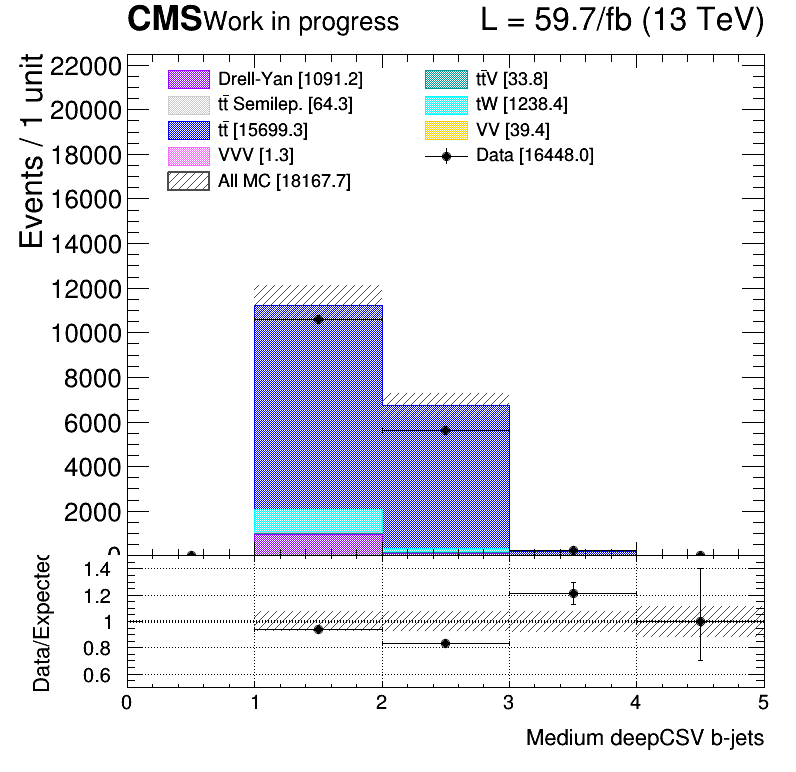 CMS Work in progress L = 59.7/fb (13 TeV)
Events / 1 unit
22000
20000
18000
16000
14000
12000
10000
8000
6000
4000
2000
0
Drell-Yan [1091.2]
tt̄ Semilep. [64.3]
tt̄ [15699.3]
VVV [1.3]
All MC [18167.7]
tt̄V [33.8]
tW [1238.4]
VV [39.4]
Data [16448.0]
Data/Expected
1.4
1.2
1
0.8
0.6
0 1 2 3 4 5
Medium deepCSV b-jets